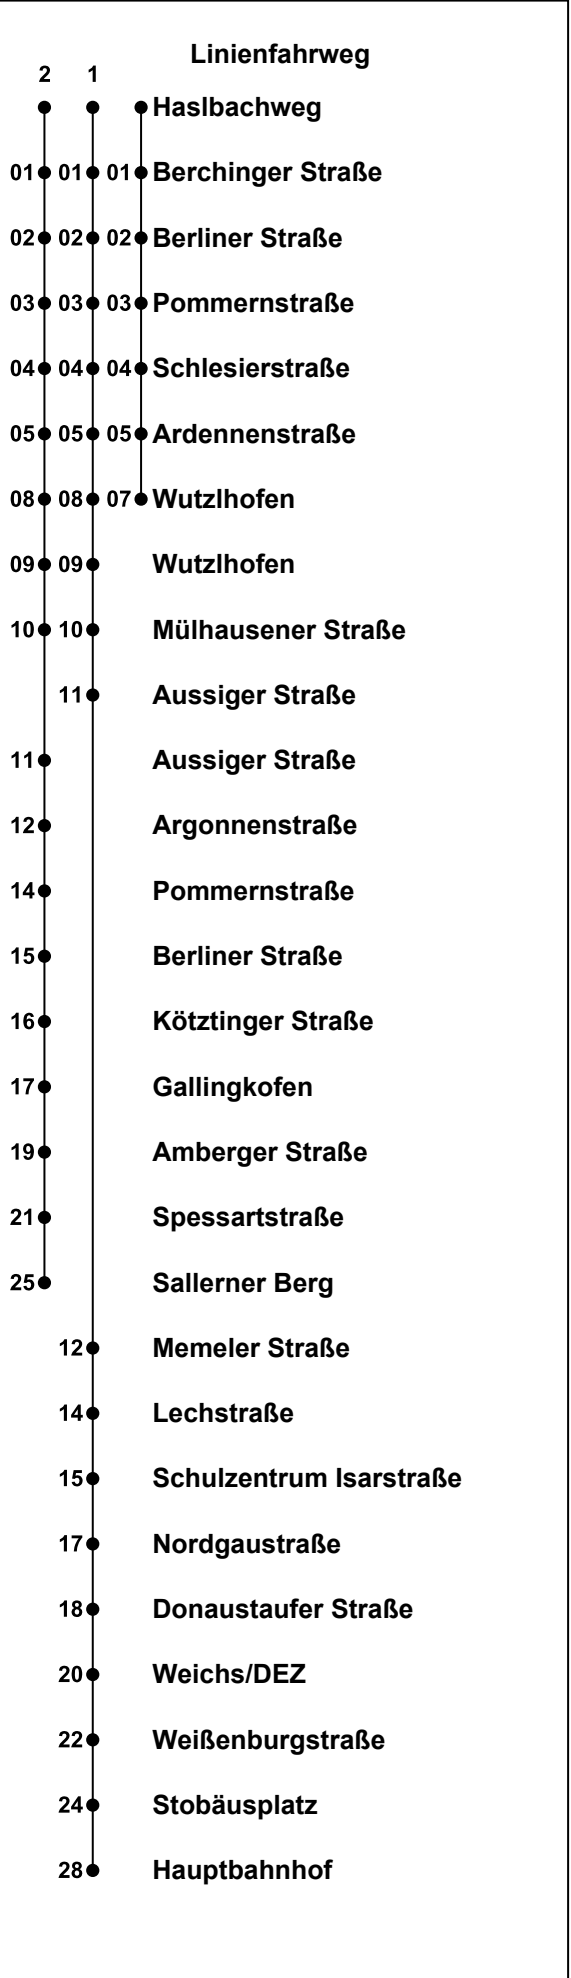 Linienfahrweg
2 1
Haslbachweg
01 01 01 Berchinger Straße
02 02 02 Berliner Straße
03 03 03 Pommernstraße
04 04 04 Schlesierstraße
05 05 05 Ardennenstraße
08 08 07 Wutzlhofen
09 09 Wutzlhofen
10 10 Mülhausener Straße
11 Aussiger Straße
11 Aussiger Straße
12 Argonnenstraße
14 Pommernstraße
15 Berliner Straße
16 Kötztinger Straße
17 Gallingkofen
19 Amberger Straße
21 Spessartstraße
25 Sallerner Berg
12 Memeler Straße
14 Lechstraße
15 Schulzentrum Isarstraße
17 Nordgaustraße
18 Donaustaufer Straße
20 Weichs/DEZ
22 Weißenburgstraße
24 Stobäusplatz
28 Hauptbahnhof